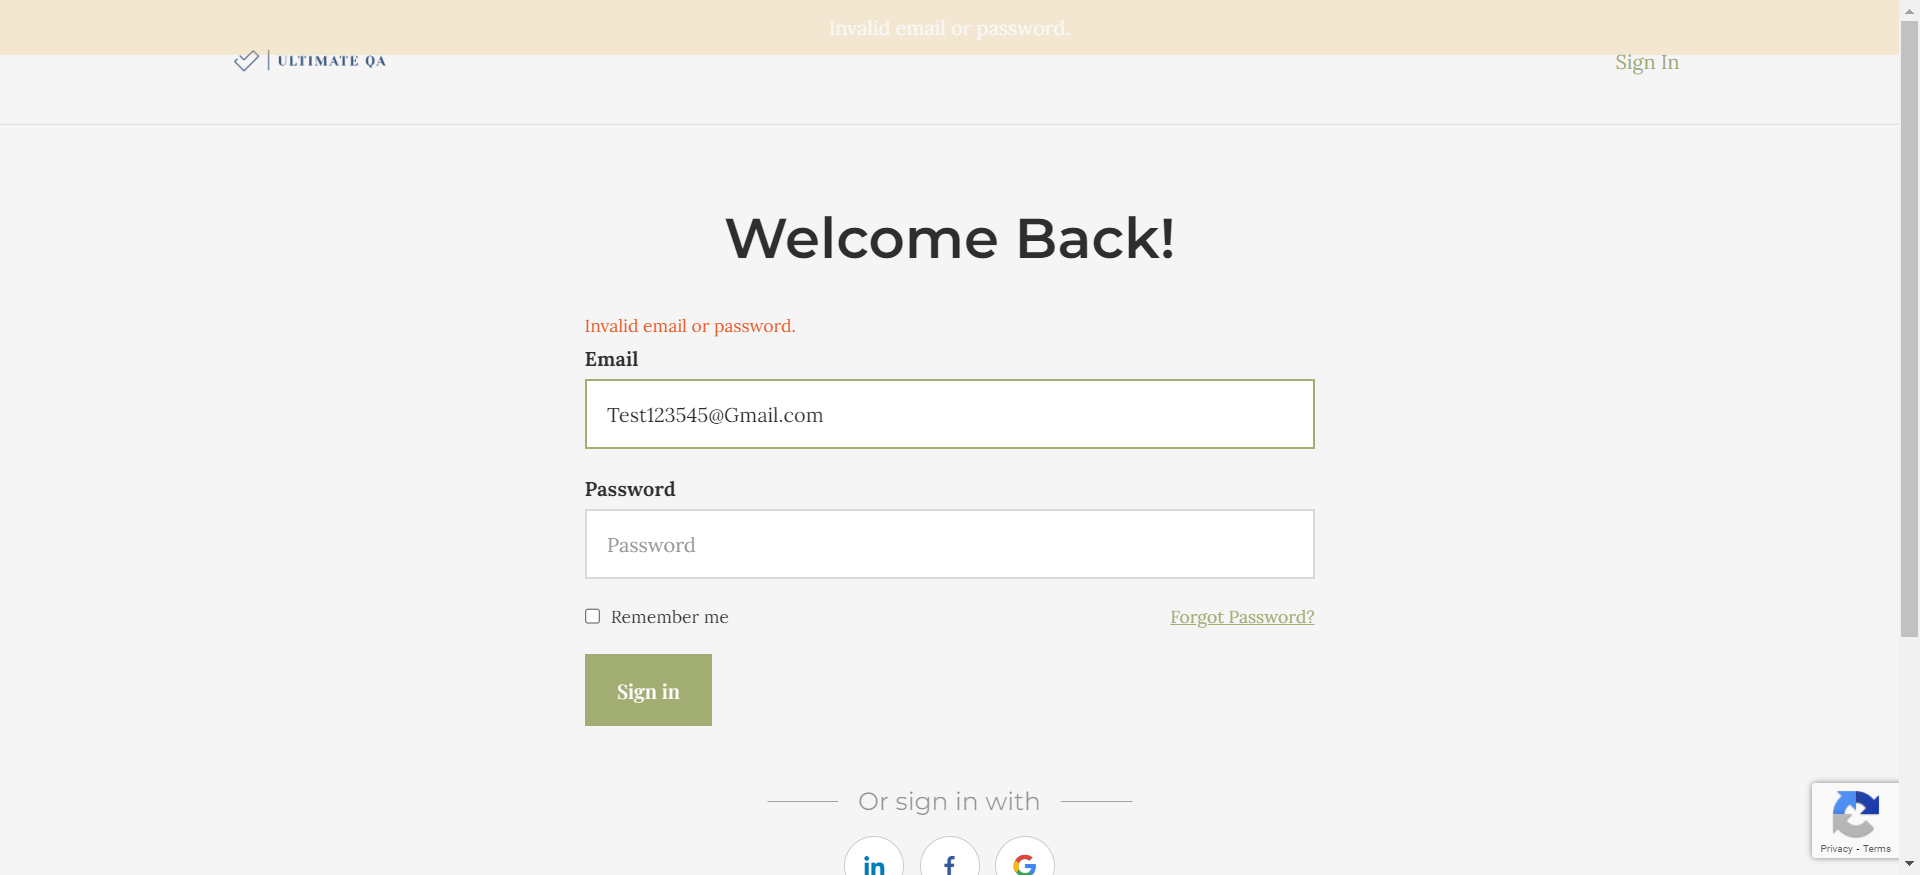 Invalid email or password.
ULTIMATE QA
Sign In
Welcome Back!
Invalid email or password.
Email
Test123545@Gmail.com
Password
Password
Remember me
Forgot Password?
Sign in
Or sign in with
in
f
G
Privacy - Terms